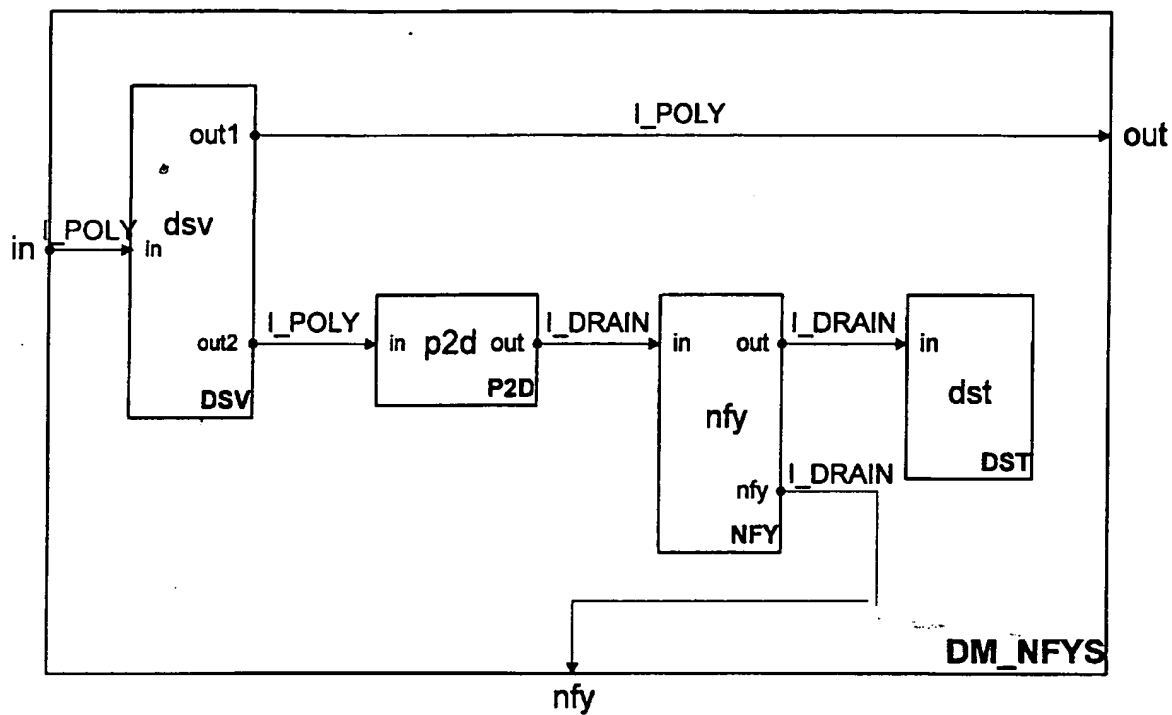 I_POLY
out1
out
I_POLY
dsv
in
in
I_POLY
I_DRAIN
I_DRAIN
out2
in
p2d
out
in
out
in
P2D
DSV
dst
nfy
DST
I_DRAIN
nfy
NFY
DM_NFYS
nfy